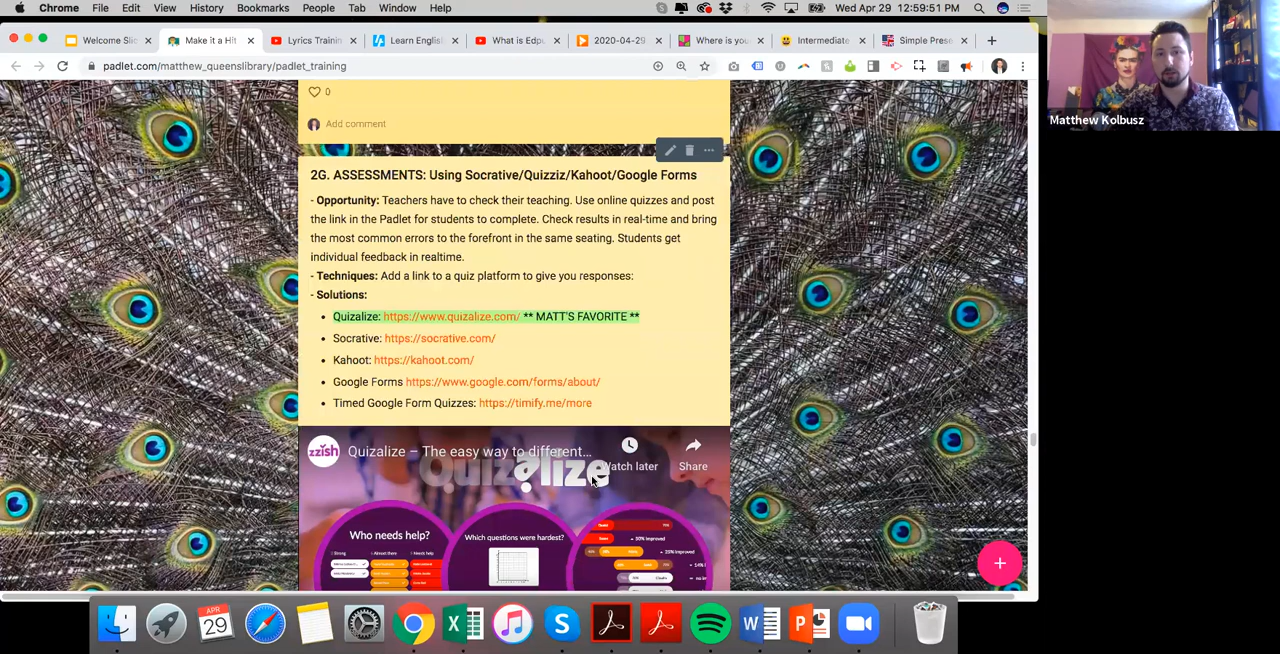 Chrome File Edit View History Bookmarks People Tab Window Help Wed Apr 29 12:59:51 PM
Welcome Slic Make it a Hit Lyrics Trainin Learn English What is Edpu 2020-04-29 Where is you Intermediate Simple Prese
padlet.com/matthew_queenslibrary/padlet_training
Matthew Kolbusz
0
Add comment
2G. ASSESSMENTS: Using Socrative/Quizziz/Kahoot/Google Forms
- Opportunity: Teachers have to check their teaching. Use online quizzes and post
the link in the Padlet for students to complete. Check results in real-time and bring
the most common errors to the forefront in the same seating. Students get
individual feedback in realtime.
- Techniques: Add a link to a quiz platform to give you responses:
- Solutions:
• Quizalize: https://www.quizalize.com/ ** MATT'S FAVORITE **
• Socrative: https://socrative.com/
• Kahoot: https://kahoot.com/
• Google Forms https://www.google.com/forms/about/
• Timed Google Form Quizzes: https://timify.me/more
zzish Quizalize – The easy way to different...
Watch later Share
Quizalize
Who needs help?
Which questions were hardest?
Strong Almost there Needs help
APR
29